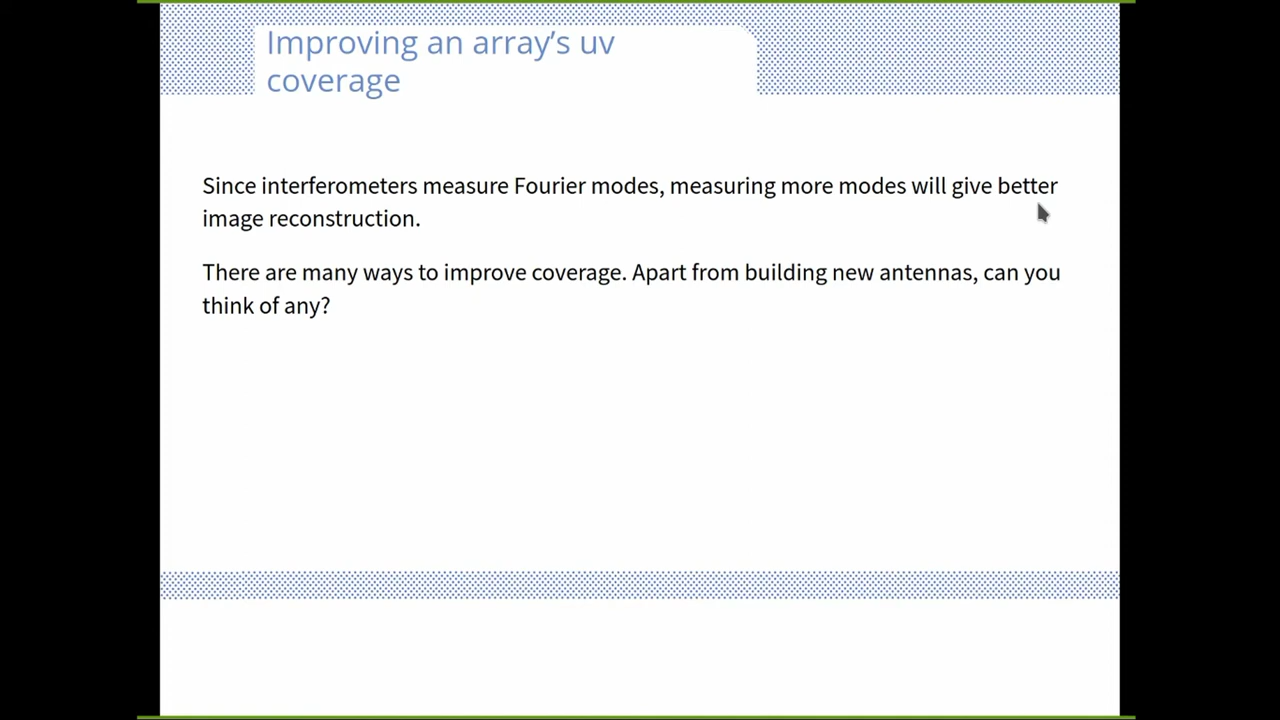 Improving an array's uv
coverage
Since interferometers measure Fourier modes, measuring more modes will give better
image reconstruction.
There are many ways to improve coverage. Apart from building new antennas, can you
think of any?